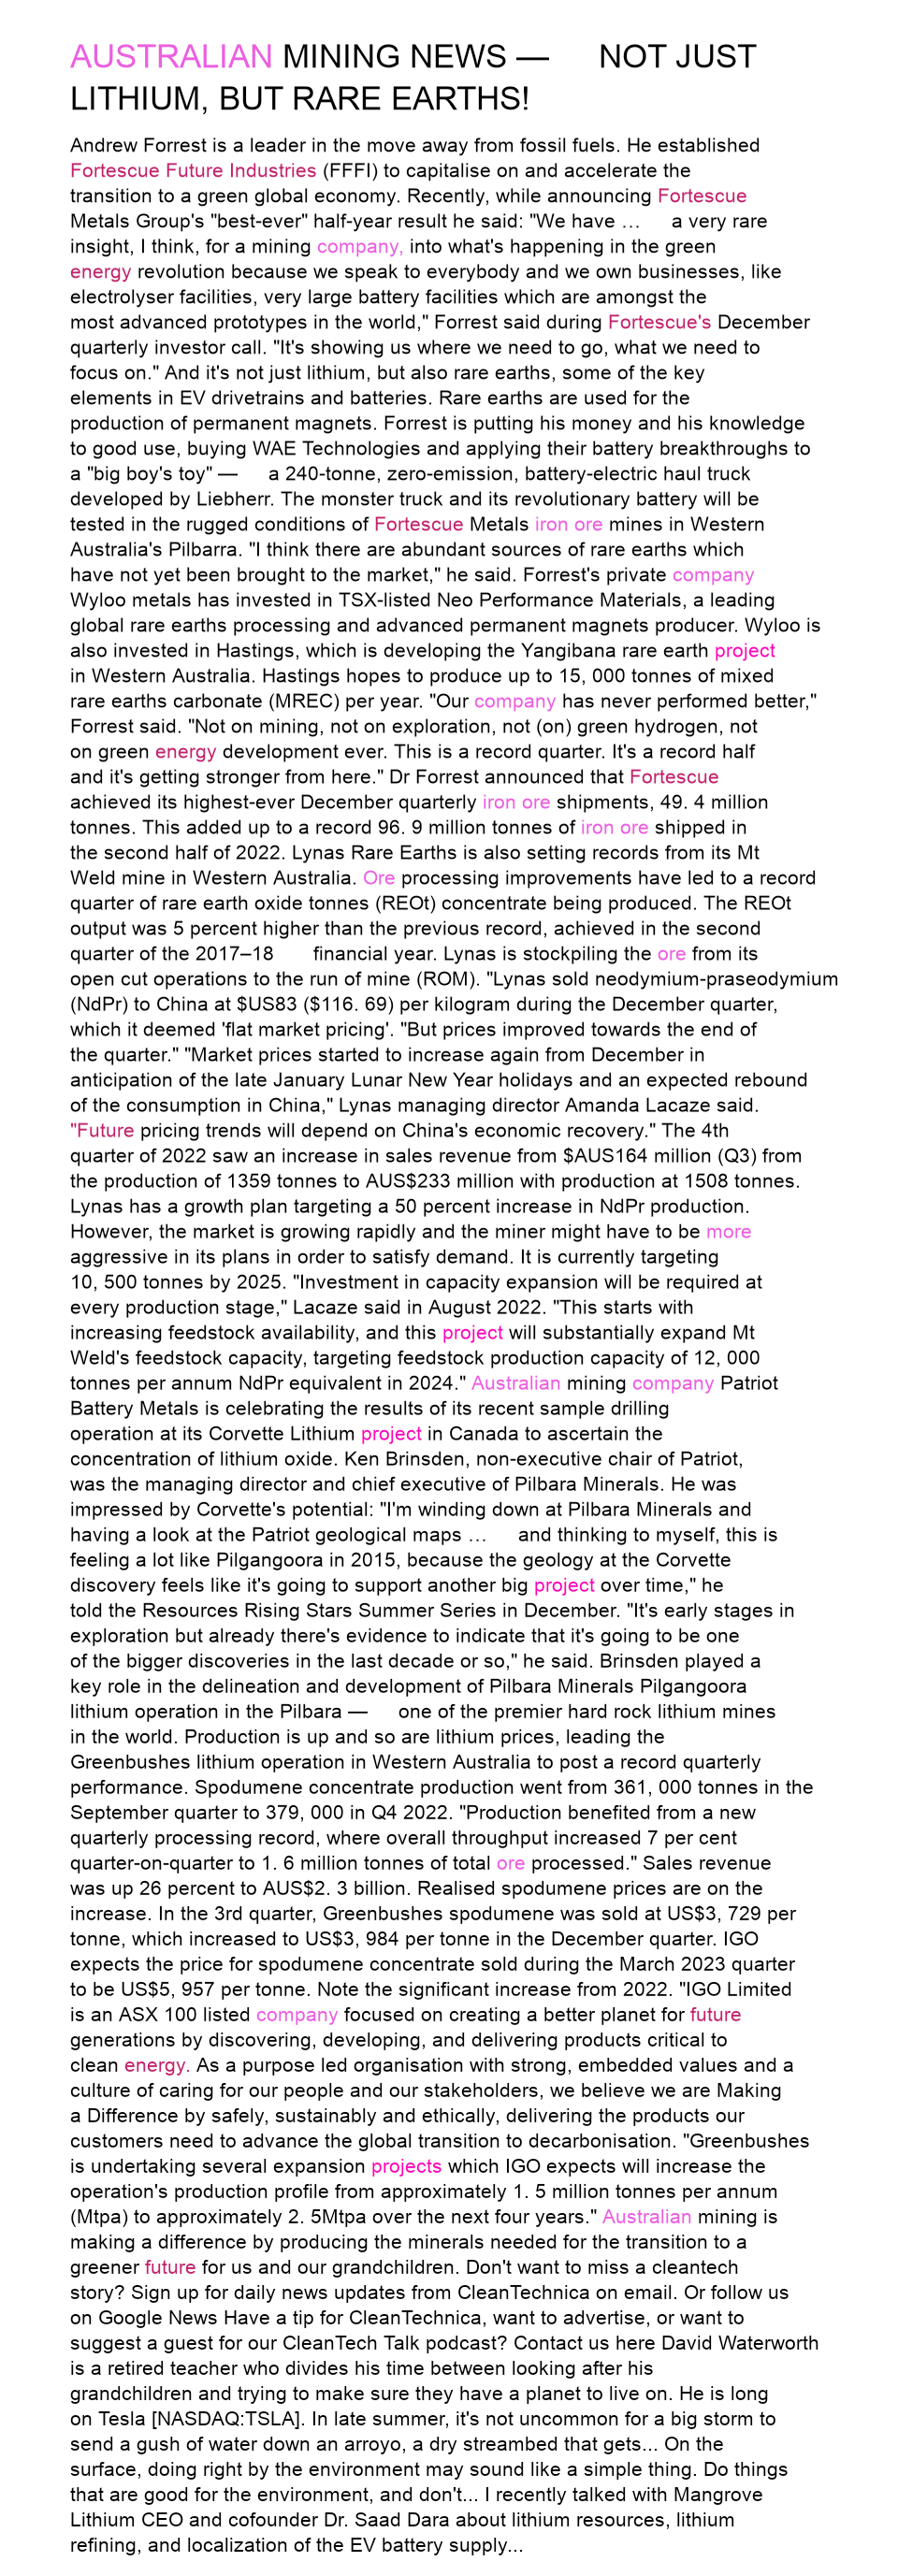 AUSTRALIAN MINING NEWS — NOT JUST
LITHIUM, BUT RARE EARTHS!
Andrew Forrest is a leader in the move away from fossil fuels. He established
Fortescue Future Industries (FFFI) to capitalise on and accelerate the
transition to a green global economy. Recently, while announcing Fortescue
Metals Group's "best-ever" half-year result he said: "We have … a very rare
insight, I think, for a mining company, into what's happening in the green
energy revolution because we speak to everybody and we own businesses, like
electrolyser facilities, very large battery facilities which are amongst the
most advanced prototypes in the world," Forrest said during Fortescue's December
quarterly investor call. "It's showing us where we need to go, what we need to
focus on." And it's not just lithium, but also rare earths, some of the key
elements in EV drivetrains and batteries. Rare earths are used for the
production of permanent magnets. Forrest is putting his money and his knowledge
to good use, buying WAE Technologies and applying their battery breakthroughs to
a "big boy's toy" — a 240-tonne, zero-emission, battery-electric haul truck
developed by Liebherr. The monster truck and its revolutionary battery will be
tested in the rugged conditions of Fortescue Metals iron ore mines in Western
Australia's Pilbarra. "I think there are abundant sources of rare earths which
have not yet been brought to the market," he said. Forrest's private company
Wyloo metals has invested in TSX-listed Neo Performance Materials, a leading
global rare earths processing and advanced permanent magnets producer. Wyloo is
also invested in Hastings, which is developing the Yangibana rare earth project
in Western Australia. Hastings hopes to produce up to 15, 000 tonnes of mixed
rare earths carbonate (MREC) per year. "Our company has never performed better,"
Forrest said. "Not on mining, not on exploration, not (on) green hydrogen, not
on green energy development ever. This is a record quarter. It's a record half
and it's getting stronger from here." Dr Forrest announced that Fortescue
achieved its highest-ever December quarterly iron ore shipments, 49. 4 million
tonnes. This added up to a record 96. 9 million tonnes of iron ore shipped in
the second half of 2022. Lynas Rare Earths is also setting records from its Mt
Weld mine in Western Australia. Ore processing improvements have led to a record
quarter of rare earth oxide tonnes (REOt) concentrate being produced. The REOt
output was 5 percent higher than the previous record, achieved in the second
quarter of the 2017–18 financial year. Lynas is stockpiling the ore from its
open cut operations to the run of mine (ROM). "Lynas sold neodymium-praseodymium
(NdPr) to China at $US83 ($116. 69) per kilogram during the December quarter,
which it deemed 'flat market pricing'. "But prices improved towards the end of
the quarter." "Market prices started to increase again from December in
anticipation of the late January Lunar New Year holidays and an expected rebound
of the consumption in China," Lynas managing director Amanda Lacaze said.
"Future pricing trends will depend on China's economic recovery." The 4th
quarter of 2022 saw an increase in sales revenue from $AUS164 million (Q3) from
the production of 1359 tonnes to AUS$233 million with production at 1508 tonnes.
Lynas has a growth plan targeting a 50 percent increase in NdPr production.
However, the market is growing rapidly and the miner might have to be more
aggressive in its plans in order to satisfy demand. It is currently targeting
10, 500 tonnes by 2025. "Investment in capacity expansion will be required at
every production stage," Lacaze said in August 2022. "This starts with
increasing feedstock availability, and this project will substantially expand Mt
Weld's feedstock capacity, targeting feedstock production capacity of 12, 000
tonnes per annum NdPr equivalent in 2024." Australian mining company Patriot
Battery Metals is celebrating the results of its recent sample drilling
operation at its Corvette Lithium project in Canada to ascertain the
concentration of lithium oxide. Ken Brinsden, non-executive chair of Patriot,
was the managing director and chief executive of Pilbara Minerals. He was
impressed by Corvette's potential: "I'm winding down at Pilbara Minerals and
having a look at the Patriot geological maps … and thinking to myself, this is
feeling a lot like Pilgangoora in 2015, because the geology at the Corvette
discovery feels like it's going to support another big project over time," he
told the Resources Rising Stars Summer Series in December. "It's early stages in
exploration but already there's evidence to indicate that it's going to be one
of the bigger discoveries in the last decade or so," he said. Brinsden played a
key role in the delineation and development of Pilbara Minerals Pilgangoora
lithium operation in the Pilbara — one of the premier hard rock lithium mines
in the world. Production is up and so are lithium prices, leading the
Greenbushes lithium operation in Western Australia to post a record quarterly
performance. Spodumene concentrate production went from 361, 000 tonnes in the
September quarter to 379, 000 in Q4 2022. "Production benefited from a new
quarterly processing record, where overall throughput increased 7 per cent
quarter-on-quarter to 1. 6 million tonnes of total ore processed." Sales revenue
was up 26 percent to AUS$2. 3 billion. Realised spodumene prices are on the
increase. In the 3rd quarter, Greenbushes spodumene was sold at US$3, 729 per
tonne, which increased to US$3, 984 per tonne in the December quarter. IGO
expects the price for spodumene concentrate sold during the March 2023 quarter
to be US$5, 957 per tonne. Note the significant increase from 2022. "IGO Limited
is an ASX 100 listed company focused on creating a better planet for future
generations by discovering, developing, and delivering products critical to
clean energy. As a purpose led organisation with strong, embedded values and a
culture of caring for our people and our stakeholders, we believe we are Making
a Difference by safely, sustainably and ethically, delivering the products our
customers need to advance the global transition to decarbonisation. "Greenbushes
is undertaking several expansion projects which IGO expects will increase the
operation's production profile from approximately 1. 5 million tonnes per annum
(Mtpa) to approximately 2. 5Mtpa over the next four years." Australian mining is
making a difference by producing the minerals needed for the transition to a
greener future for us and our grandchildren. Don't want to miss a cleantech
story? Sign up for daily news updates from CleanTechnica on email. Or follow us
on Google News Have a tip for CleanTechnica, want to advertise, or want to
suggest a guest for our CleanTech Talk podcast? Contact us here David Waterworth
is a retired teacher who divides his time between looking after his
grandchildren and trying to make sure they have a planet to live on. He is long
on Tesla [NASDAQ:TSLA]. In late summer, it's not uncommon for a big storm to
send a gush of water down an arroyo, a dry streambed that gets... On the
surface, doing right by the environment may sound like a simple thing. Do things
that are good for the environment, and don't... I recently talked with Mangrove
Lithium CEO and cofounder Dr. Saad Dara about lithium resources, lithium
refining, and localization of the EV battery supply...